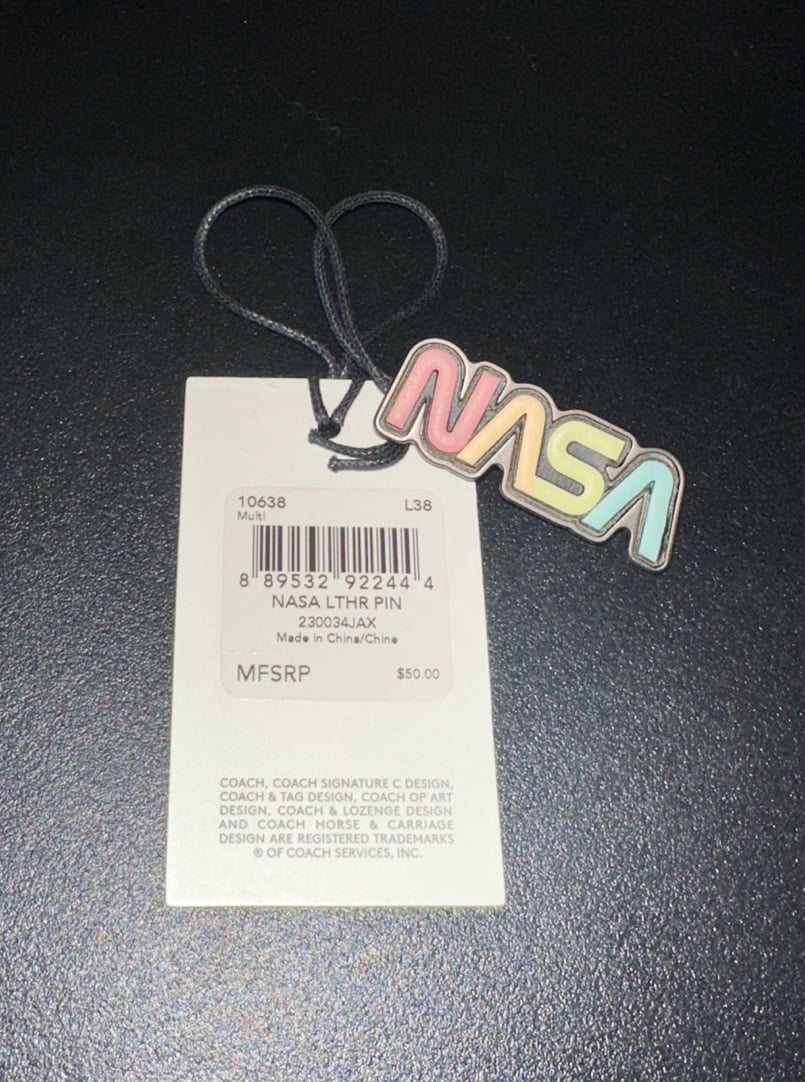 NASA
10638 L38
Multi
8 89532 92244 4
NASA LTHR PIN
230034JAX
Made in China/Chine
MFSRP $50.00
COACH, COACH SIGNATURE C DESIGN,
COACH & TAG DESIGN, COACH OP ART
DESIGN, COACH & LOZENGE DESIGN
AND COACH HORSE & CARRIAGE
DESIGN ARE REGISTERED TRADEMARKS
® OF COACH SERVICES, INC.